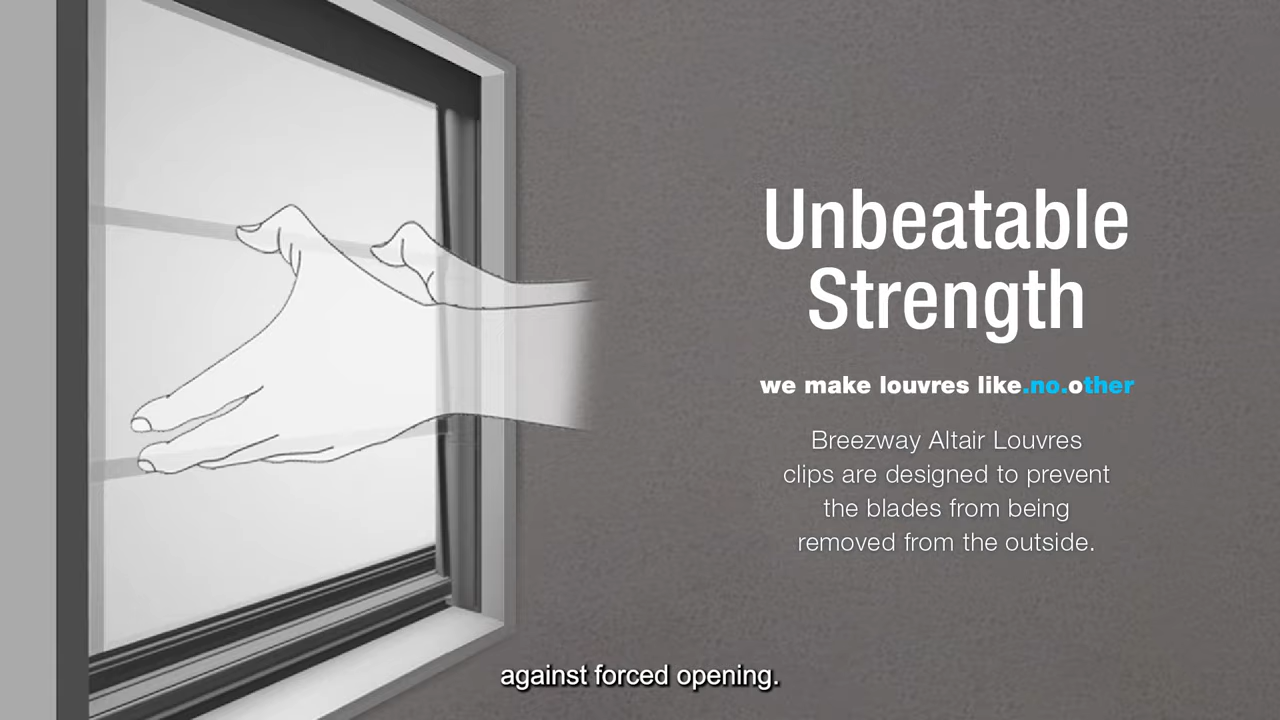 Unbeatable
Strength
we make louvres like.no.other
Breezway Altair Louvres
clips are designed to prevent
the blades from being
removed from the outside.
against forced opening.